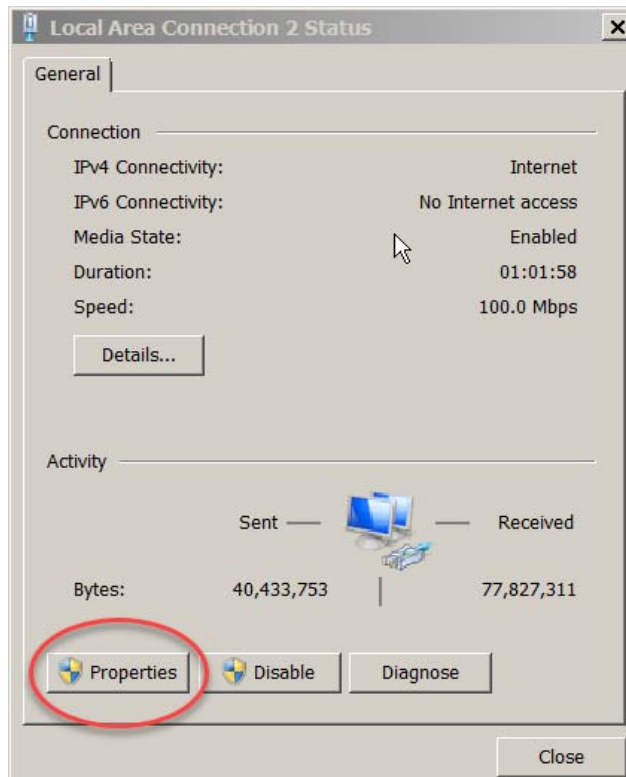 Local Area Connection 2 Status
General
Connection
IPv4 Connectivity: Internet
IPv6 Connectivity: No Internet access
Media State: Enabled
Duration: 01:01:58
Speed: 100.0 Mbps
Details...
Activity
Sent Received
Bytes: 40,433,753 77,827,311
Properties Disable Diagnose
Close